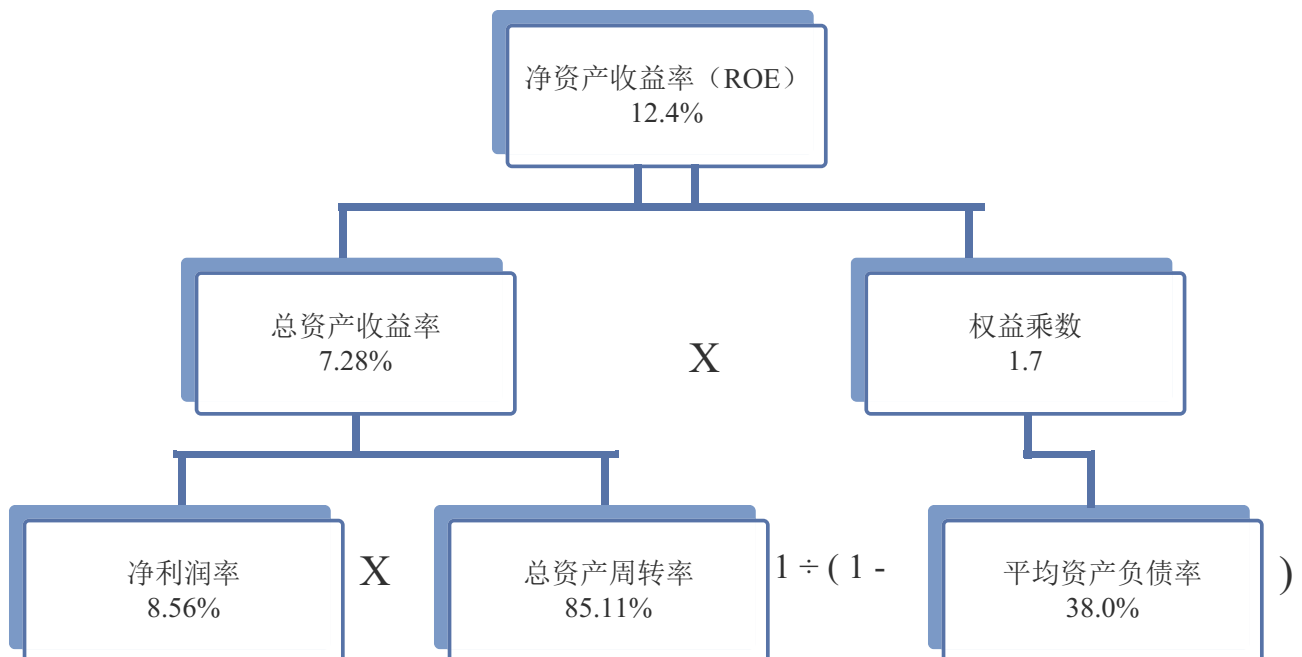 净资产收益率（ROE）
12.4%
总资产收益率
7.28%
X
权益乘数
1.7
净利润率
8.56%
X
总资产周转率
85.11%
1 ÷ ( 1 -
平均资产负债率
38.0%
)